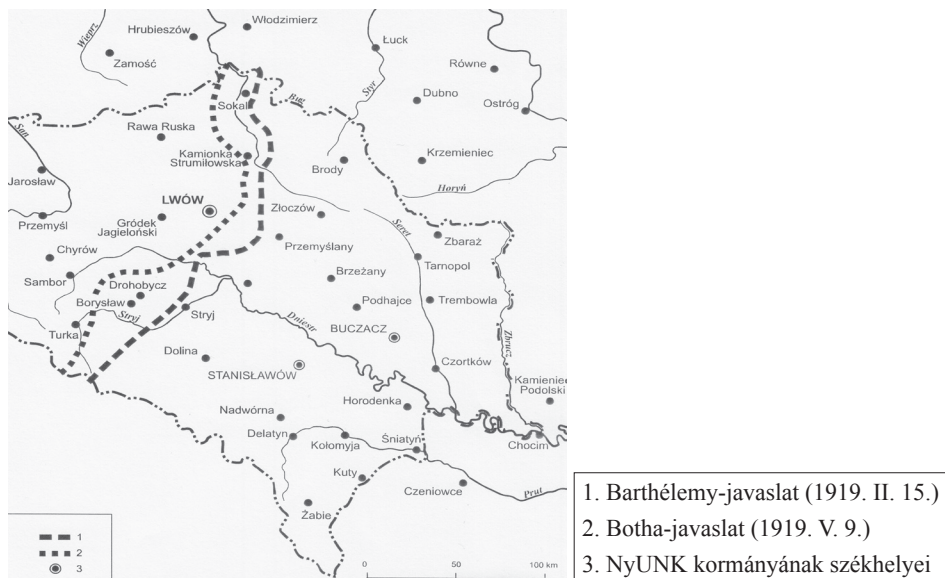 Włodzimierz
Hrubieszów
Wieprz
Zamość
Łuck
Równe
Styr
Dubno
Ostróg
Sokal
Bug
Rawa Ruska
San
Kamionka
Strumiłowska
Brody
Krzemieniec
Jarosław
Horyń
LWÓW
Złoczów
Przemyśl
Gródek
Jagieloński
Seret
Zbaraż
Przemyślany
Chyrów
Tarnopol
Sambor
Drohobycz
Brzeżany
Borysław
Podhajce
Trembowla
Stryj
Stryj
Dniestr
Zbrucz
Turka
BUCZACZ
Dolina
STANISŁAWÓW
Czortków
Kamieniec
Podolski
Nadwórna
Horodenka
Delatyn
Kołomyja
Śniatyń
Chocim
Kuty
Czeniowce
Prut
Żabie
1
2
3
0 50 100 km
1. Barthélemy-javaslat (1919. II. 15.)
2. Botha-javaslat (1919. V. 9.)
3. NyUNK kormányának székhelyei